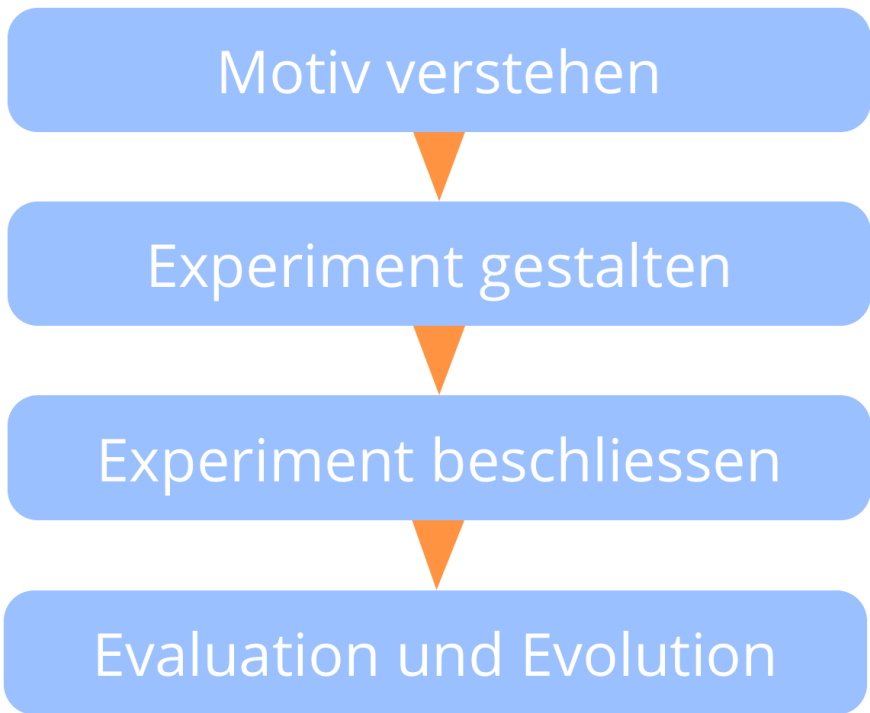 Motiv verstehen
Experiment gestalten
Experiment beschliessen
Evaluation und Evolution